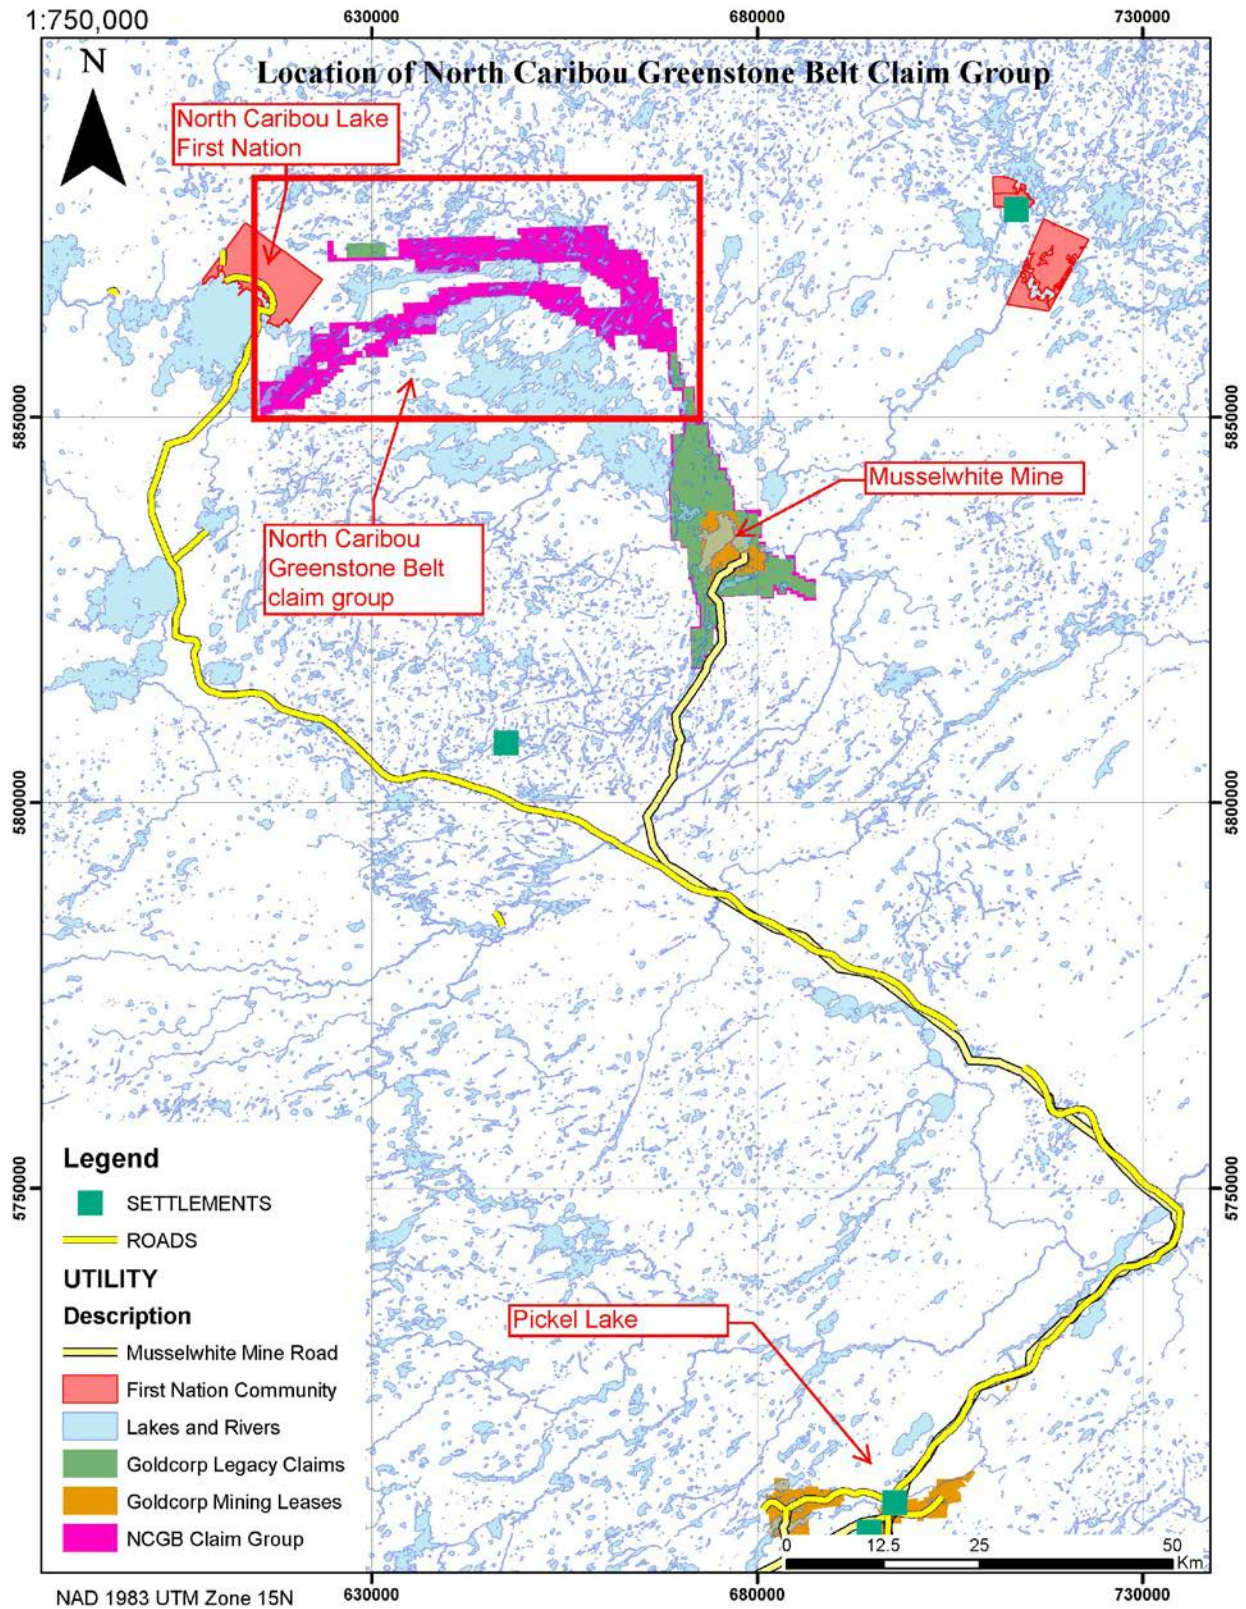 1:750,000
630000
680000
730000
N
Location of North Caribou Greenstone Belt Claim Group
North Caribou Lake
First Nation
5850000
5850000
Musselwhite Mine
North Caribou
Greenstone Belt
claim group
5800000
5800000
5750000
5750000
Legend
SETTLEMENTS
ROADS
UTILITY
Description
Musselwhite Mine Road
First Nation Community
Lakes and Rivers
Goldcorp Legacy Claims
Goldcorp Mining Leases
NCGB Claim Group
Pickel Lake
0 12.5 25 50
Km
NAD 1983 UTM Zone 15N
630000
680000
730000